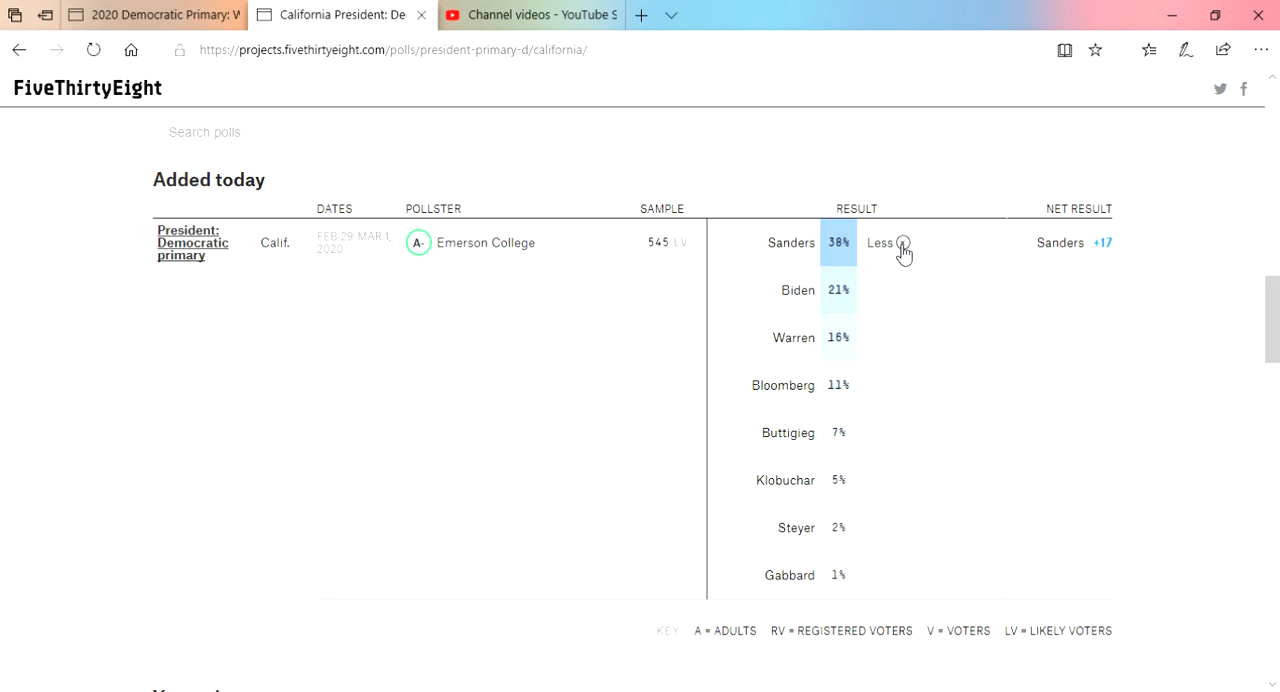 2020 Democratic Primary: W
California President: De
Channel videos - YouTube S
https://projects.fivethirtyeight.com/polls/president-primary-d/california/
FiveThirtyEight
Search polls
Added today
DATES POLLSTER SAMPLE RESULT NET RESULT
President: Democratic primary
Calif.
FEB 29-MAR 1, 2020
A- Emerson College
545 LV
Sanders 38% Less
Sanders +17
Biden 21%
Warren 16%
Bloomberg 11%
Buttigieg 7%
Klobuchar 5%
Steyer 2%
Gabbard 1%
KEY A = ADULTS RV = REGISTERED VOTERS V = VOTERS LV = LIKELY VOTERS